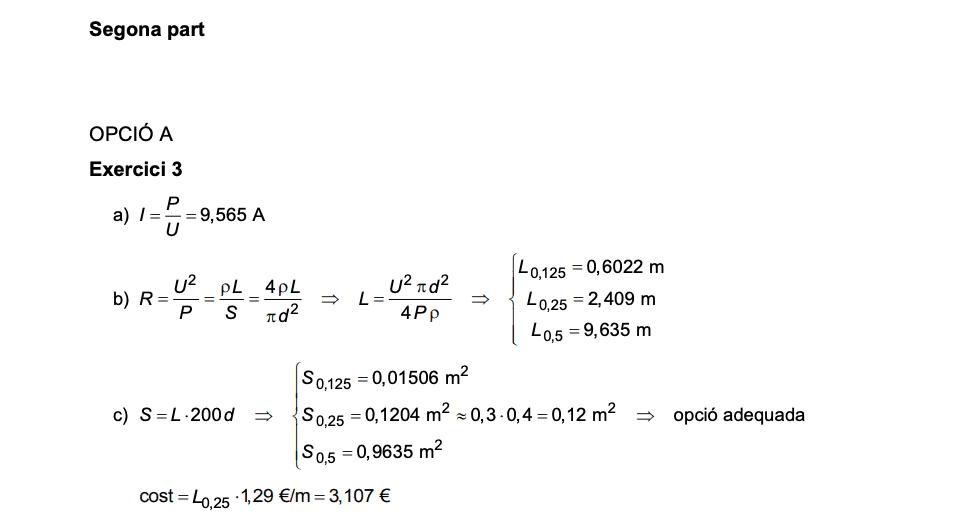 Segona part
OPCIÓ A
Exercici 3
a) I = P/U = 9,565 A
b) R = U²/P = ρL/S = 4ρL/πd² ⇒ L = U²πd²/4Pρ ⇒ { L0,125 = 0,6022 m
L0,25 = 2,409 m
L0,5 = 9,635 m
c) S = L·200d ⇒ { S0,125 = 0,01506 m²
S0,25 = 0,1204 m² ≈ 0,3·0,4 = 0,12 m² ⇒ opció adequada
S0,5 = 0,9635 m²
cost = L0,25 ·1,29 €/m = 3,107 €